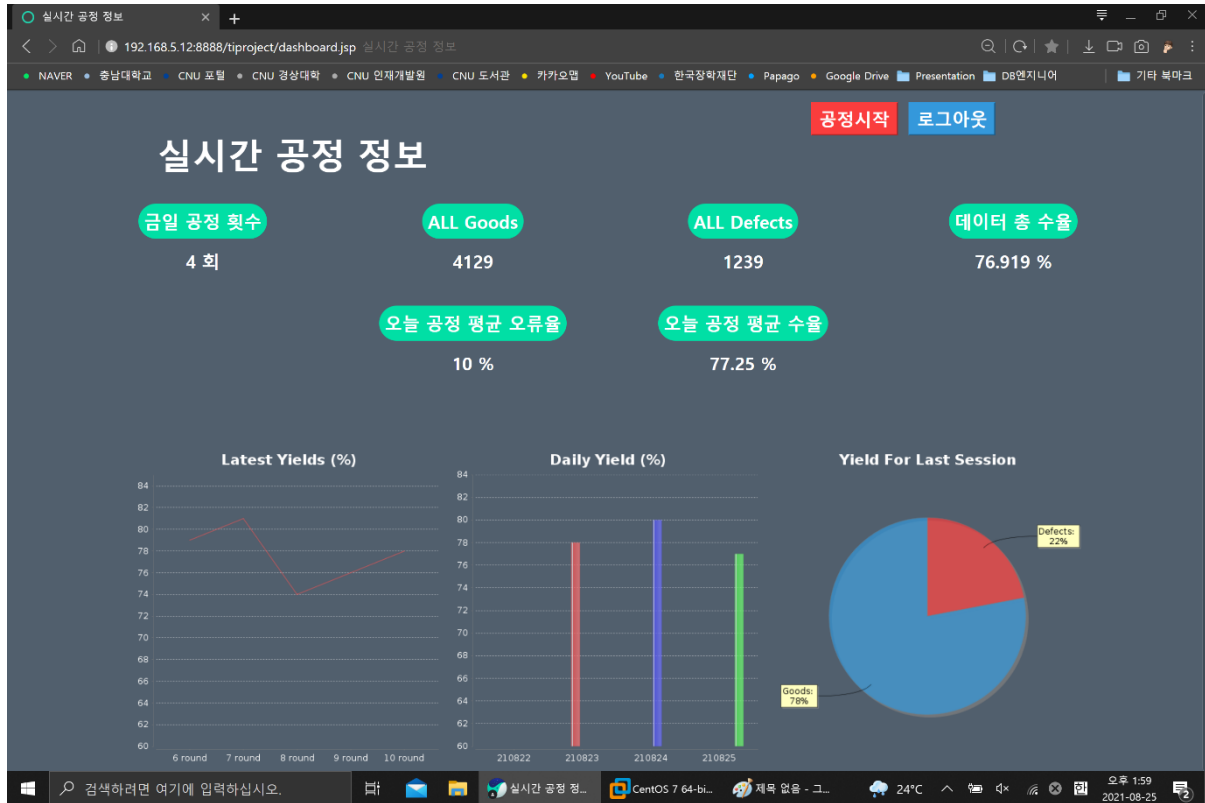 실시간 공정 정보
192.168.5.12:8888/tiproject/dashboard.jsp 실시간 공정 정보
NAVER 충남대학교 CNU 포털 CNU 경상대학 CNU 인재개발원 CNU 도서관 카카오맵 YouTube 한국장학재단 Papago Google Drive Presentation DB엔지니어 기타 북마크
공정시작 로그아웃
실시간 공정 정보
금일 공정 횟수 ALL Goods ALL Defects 데이터 총 수율
4 회 4129 1239 76.919 %
오늘 공정 평균 오류율 오늘 공정 평균 수율
10 % 77.25 %
Latest Yields (%)
84
82
80
78
76
74
72
70
68
66
64
62
60
6 round 7 round 8 round 9 round 10 round
Daily Yield (%)
84
82
80
78
76
74
72
70
68
66
64
62
60
210822 210823 210824 210825
Yield For Last Session
Defects:
22%
Goods:
78%
검색하려면 여기에 입력하십시오.
실시간 공정 정...
CentOS 7 64-bi...
제목 없음 - 그...
24°C
한
오후 1:59
2021-08-25
2